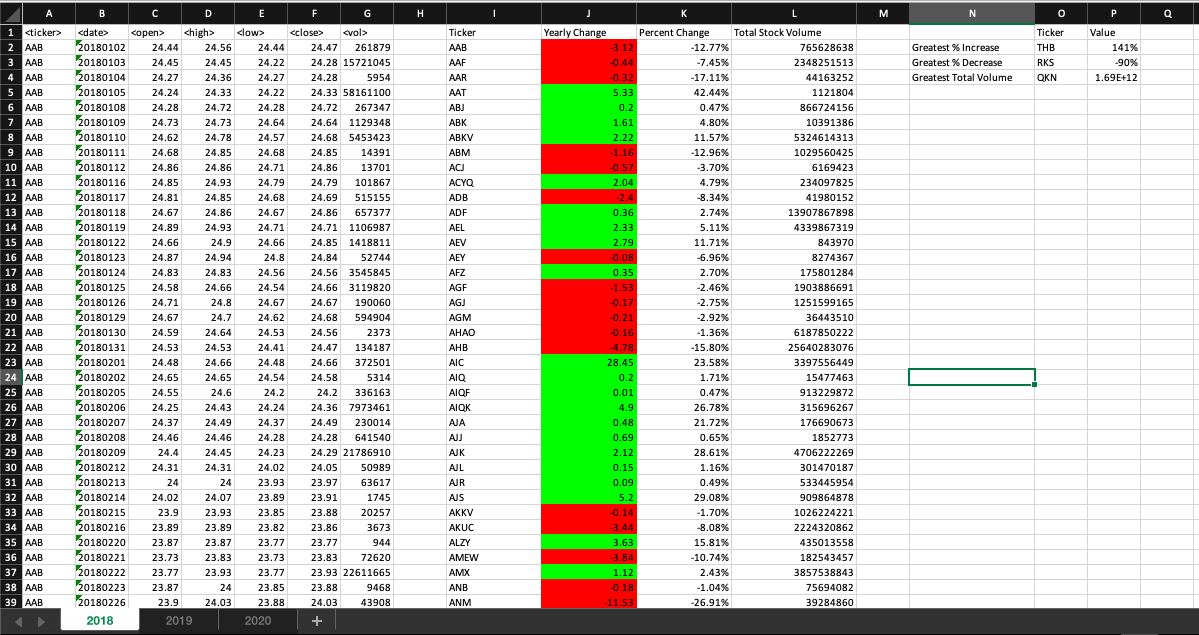 A B C D E F G H I J K L M N O P Q
1 <ticker> <date> <open> <high> <low> <close> <vol> Ticker Yearly Change Percent Change Total Stock Volume Ticker Value
2 AAB 20180102 24.44 24.56 24.44 24.47 261879 AAB -3.12 -12.77% 765628638 Greatest % Increase THB 141%
3 AAB 20180103 24.45 24.45 24.22 24.28 15721045 AAF -0.44 -7.45% 2348251513 Greatest % Decrease RKS -90%
4 AAB 20180104 24.27 24.36 24.27 24.28 5954 AAR -0.32 -17.11% 44163252 Greatest Total Volume QKN 1.69E+12
5 AAB 20180105 24.24 24.33 24.22 24.33 58161100 AAT 5.33 42.44% 1121804
6 AAB 20180108 24.28 24.72 24.28 24.72 267347 ABJ 0.2 0.47% 866724156
7 AAB 20180109 24.73 24.73 24.64 24.64 1129348 ABK 1.61 4.80% 10391386
8 AAB 20180110 24.62 24.78 24.57 24.68 5453423 ABKV 2.22 11.57% 5324614313
9 AAB 20180111 24.68 24.85 24.68 24.85 14391 ABM -1.16 -12.96% 1029560425
10 AAB 20180112 24.86 24.86 24.71 24.86 13701 ACJ -0.57 -3.70% 6169423
11 AAB 20180116 24.85 24.93 24.79 24.79 101867 ACYQ 2.04 4.79% 234097825
12 AAB 20180117 24.81 24.85 24.68 24.69 515155 ADB -2.4 -8.34% 41980152
13 AAB 20180118 24.67 24.86 24.67 24.86 657377 ADF 0.36 2.74% 13907867898
14 AAB 20180119 24.89 24.93 24.71 24.71 1106987 AEL 2.33 5.11% 4339867319
15 AAB 20180122 24.66 24.9 24.66 24.85 1418811 AEV 2.79 11.71% 843970
16 AAB 20180123 24.87 24.94 24.8 24.84 52744 AEY -0.08 -6.96% 8274367
17 AAB 20180124 24.83 24.83 24.56 24.56 3545845 AFZ 0.35 2.70% 175801284
18 AAB 20180125 24.58 24.66 24.54 24.66 3119820 AGF -1.53 -2.46% 1903886691
19 AAB 20180126 24.71 24.8 24.67 24.67 190060 AGJ -0.17 -2.75% 1251599165
20 AAB 20180129 24.67 24.7 24.62 24.68 594904 AGM -0.21 -2.92% 36443510
21 AAB 20180130 24.59 24.64 24.53 24.56 2373 AHAO -0.16 -1.36% 6187850222
22 AAB 20180131 24.53 24.53 24.41 24.47 134187 AHB -4.78 -15.80% 25640283076
23 AAB 20180201 24.48 24.66 24.48 24.66 372501 AIC 28.45 23.58% 3397556449
24 AAB 20180202 24.65 24.65 24.54 24.58 5314 AIQ 0.2 1.71% 15477463
25 AAB 20180205 24.55 24.6 24.2 24.2 336163 AIQF 0.01 0.47% 913229872
26 AAB 20180206 24.25 24.43 24.24 24.36 7973461 AIQK 4.9 26.78% 315696267
27 AAB 20180207 24.37 24.49 24.37 24.49 230014 AJA 0.48 21.72% 176690673
28 AAB 20180208 24.46 24.46 24.28 24.28 641540 AJJ 0.69 0.65% 1852773
29 AAB 20180209 24.4 24.45 24.23 24.29 21786910 AJK 2.12 28.61% 4706222269
30 AAB 20180212 24.31 24.31 24.02 24.05 50989 AJL 0.15 1.16% 301470187
31 AAB 20180213 24 24 23.93 23.97 63617 AJR 0.09 0.49% 533445954
32 AAB 20180214 24.02 24.07 23.89 23.91 1745 AJS 5.2 29.08% 909864878
33 AAB 20180215 23.9 23.93 23.85 23.88 20257 AKKV -0.14 -1.70% 1026224221
34 AAB 20180216 23.89 23.89 23.82 23.86 3673 AKUC -3.44 -8.08% 2224320862
35 AAB 20180220 23.87 23.87 23.77 23.77 944 ALZY 3.63 15.81% 435013558
36 AAB 20180221 23.73 23.83 23.73 23.83 72620 AMEW -3.84 -10.74% 182543457
37 AAB 20180222 23.77 23.93 23.77 23.93 22611665 AMX 1.12 2.43% 3857538843
38 AAB 20180223 23.87 24 23.85 23.88 9468 ANB -0.18 -1.04% 75694082
39 AAB 20180226 23.9 24.03 23.88 24.03 43908 ANM -11.53 -26.91% 39284860
2018 2019 2020 +